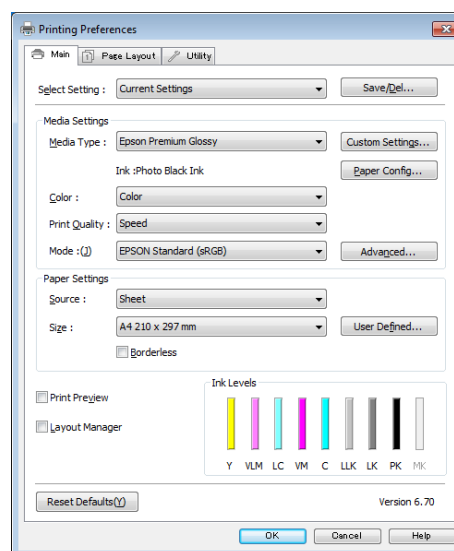 Printing Preferences
Main Page Layout Utility
Select Setting : Current Settings Save/Del...
Media Settings
Media Type : Epson Premium Glossy Custom Settings...
Ink :Photo Black Ink Paper Config...
Color : Color
Print Quality : Speed
Mode :(J) EPSON Standard (sRGB) Advanced...
Paper Settings
Source : Sheet
Size : A4 210 x 297 mm User Defined...
Borderless
Print Preview
Layout Manager
Ink Levels
Y VLM LC VM C LLK LK PK MK
Reset Defaults(Y) Version 6.70
OK Cancel Help